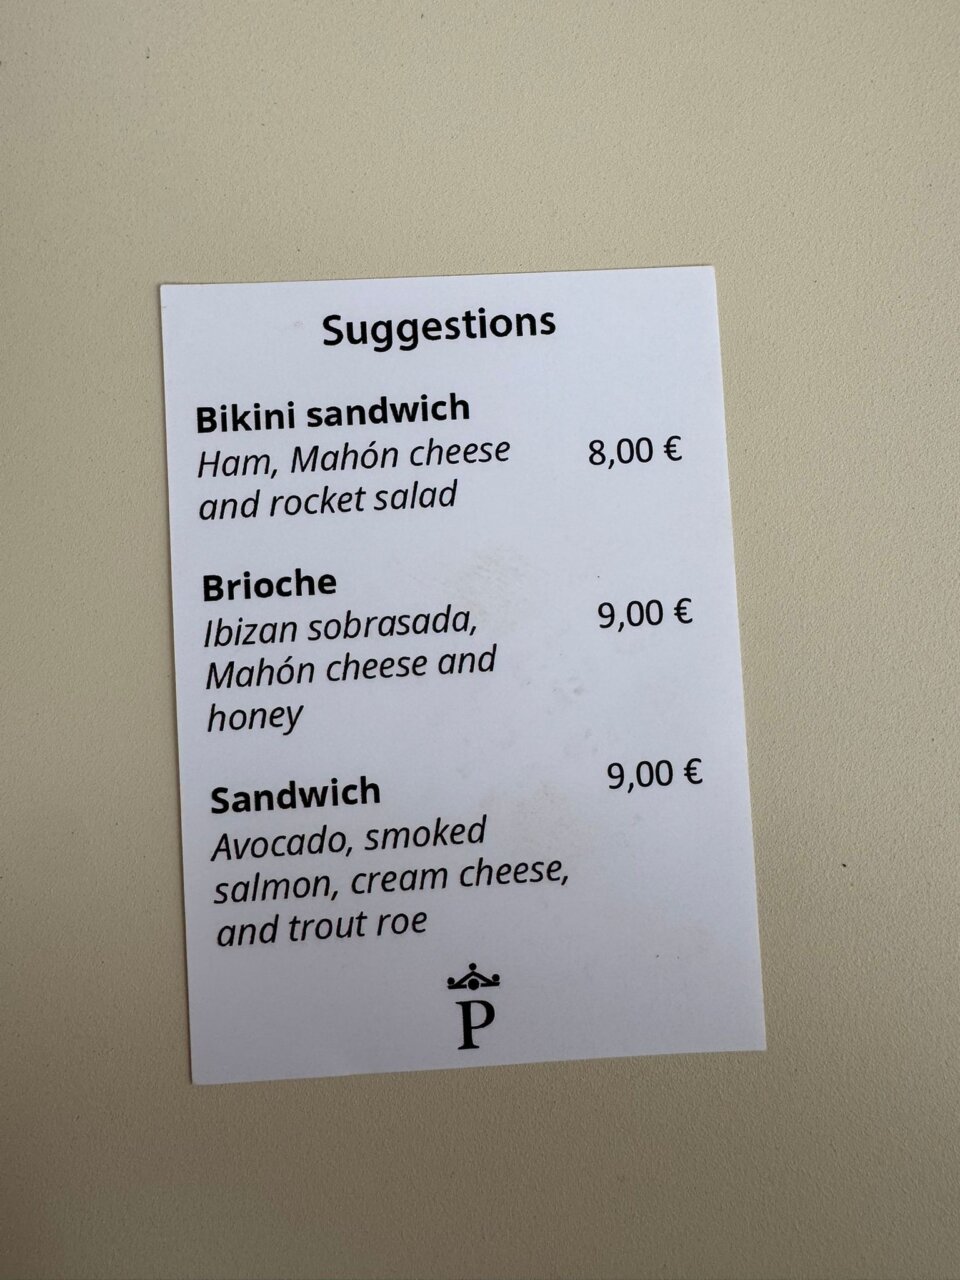 Suggestions
Bikini sandwich
Ham, Mahón cheese
and rocket salad
8,00 €
Brioche
Ibizan sobrasada,
Mahón cheese and
honey
9,00 €
Sandwich
Avocado, smoked
salmon, cream cheese,
and trout roe
9,00 €
P